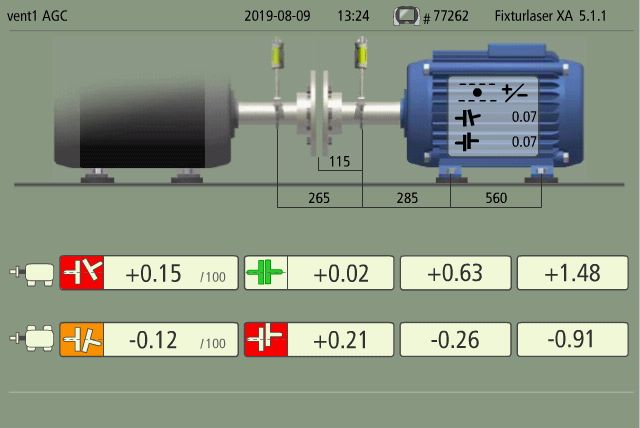 vent1 AGC 2019-08-09 13:24 # 77262 Fixturlaser XA 5.1.1
+/-
0.07
0.07
115
265 285 560
+0.15 /100 +0.02 +0.63 +1.48
-0.12 /100 +0.21 -0.26 -0.91